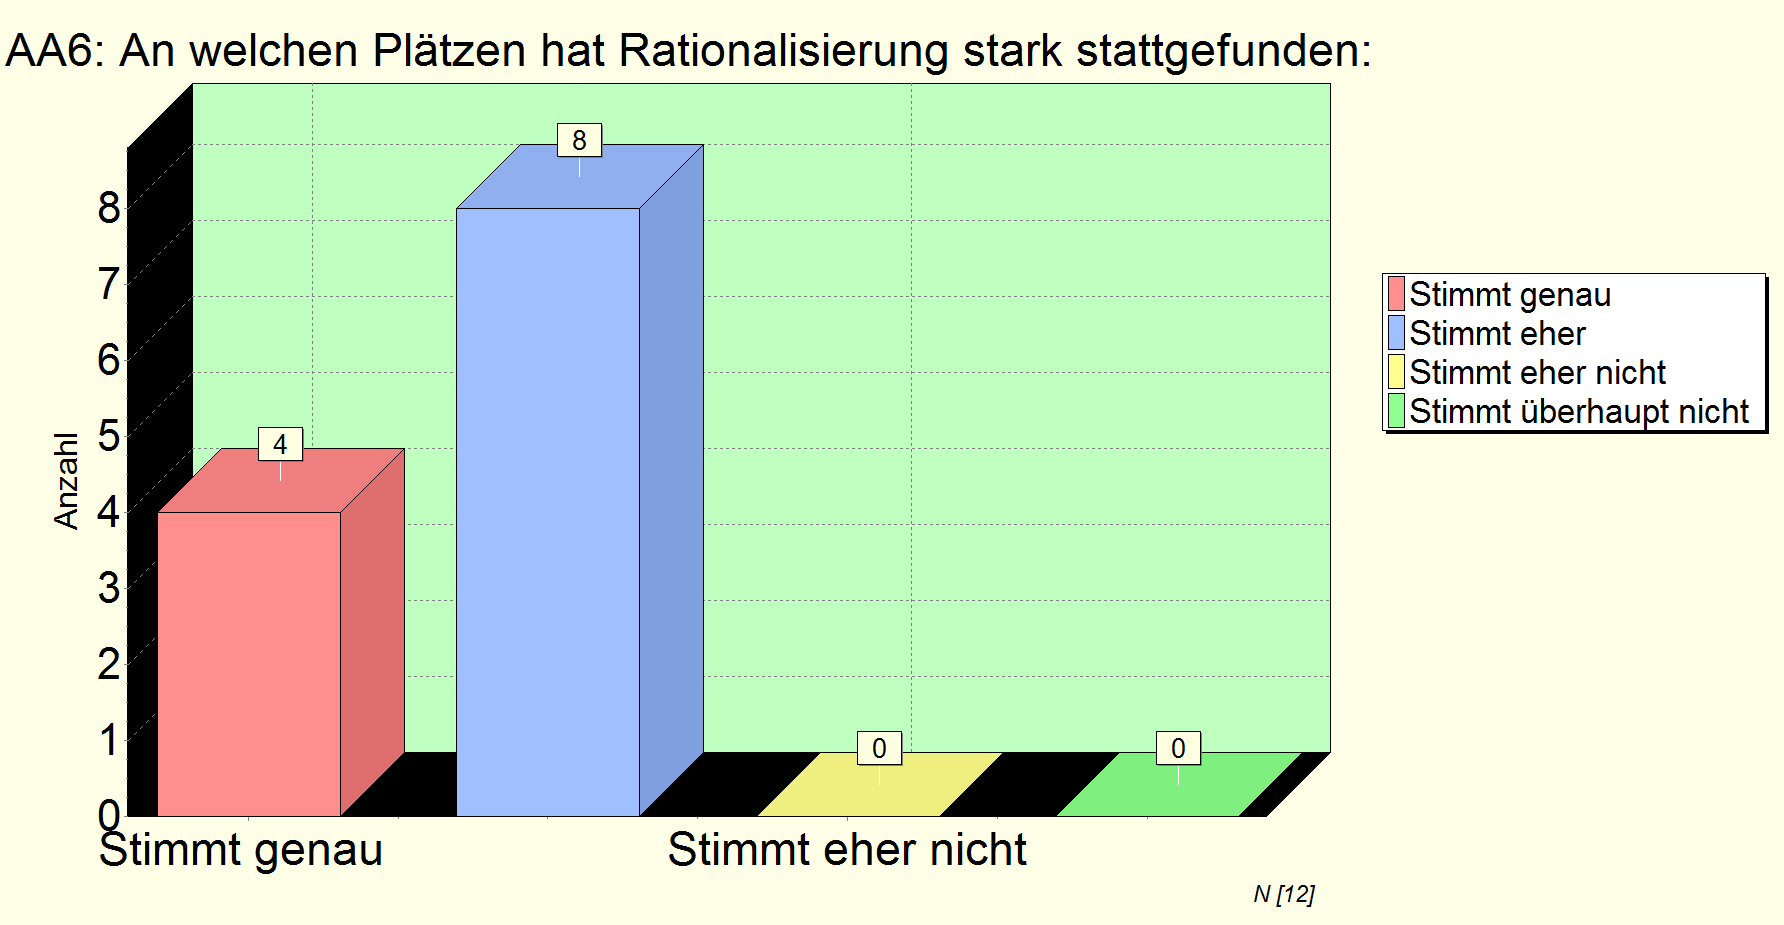 AA6: An welchen Plätzen hat Rationalisierung stark stattgefunden:
8
7
6
5
4
3
2
1
0
Anzahl
4
8
0
0
Stimmt genau
Stimmt eher nicht
N [12]
Stimmt genau
Stimmt eher
Stimmt eher nicht
Stimmt überhaupt nicht